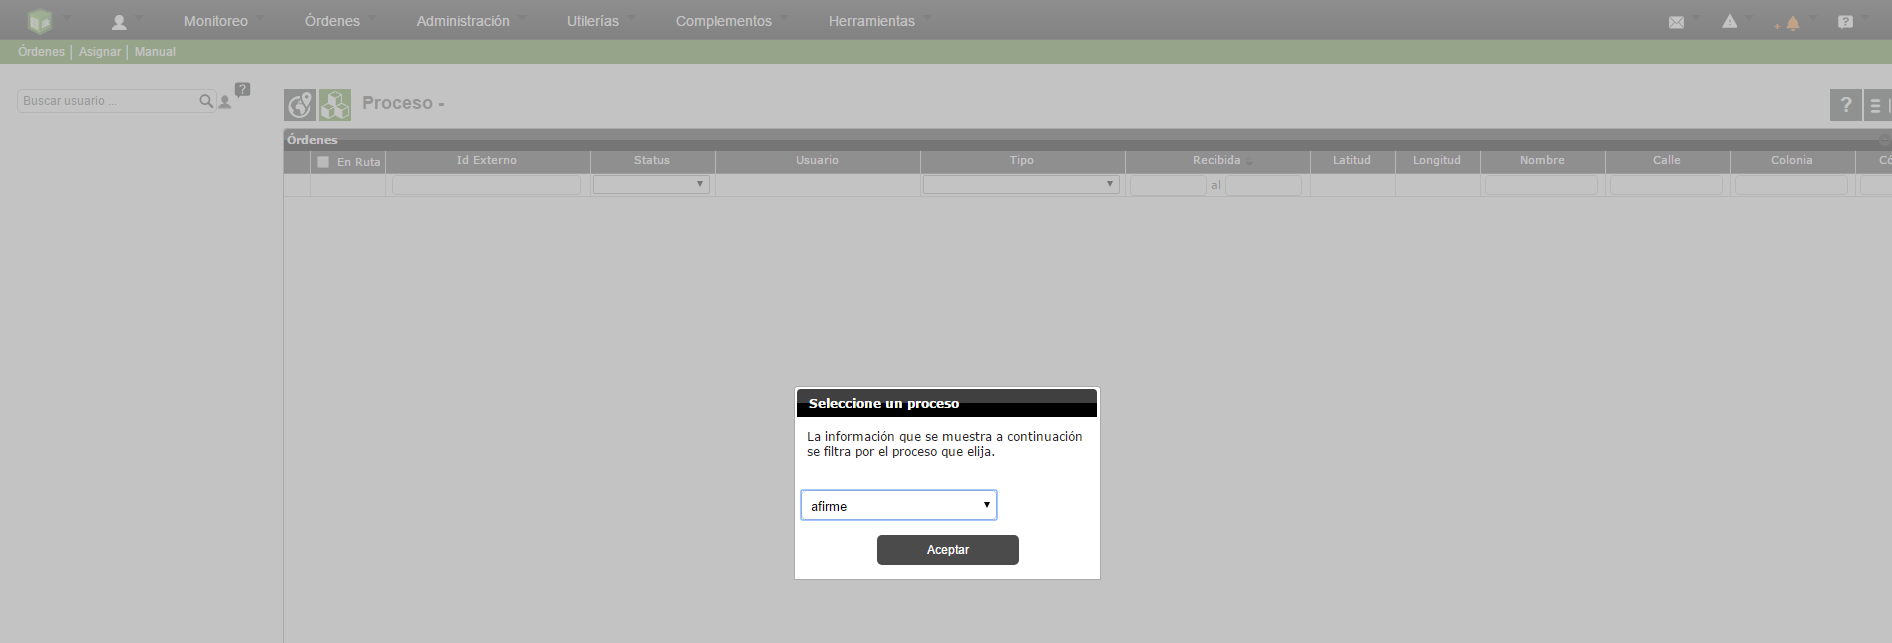 Monitoreo Órdenes Administración Utilerías Complementos Herramientas
Órdenes | Asignar | Manual
Buscar usuario ...
?
Proceso -
?
Órdenes
En Ruta Id Externo Status Usuario Tipo Recibida Latitud Longitud Nombre Calle Colonia Có
al
Seleccione un proceso
La información que se muestra a continuación
se filtra por el proceso que elija.
afirme
Aceptar